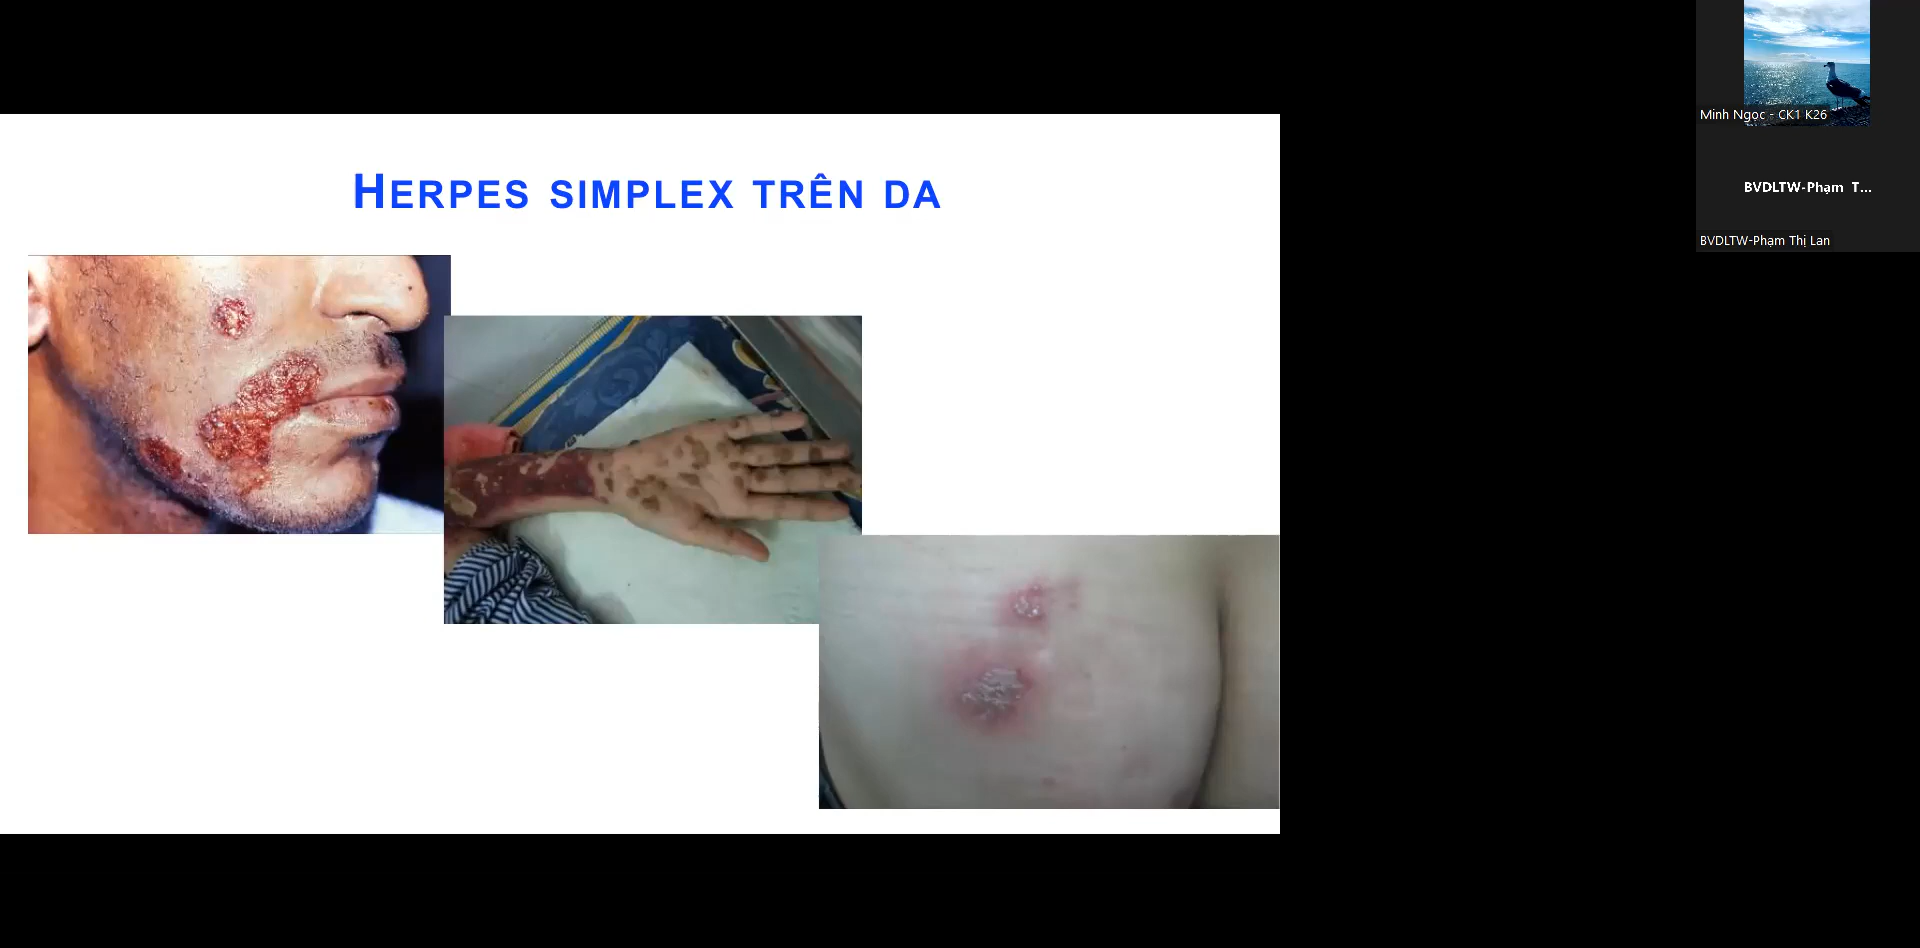 HERPES SIMPLEX TRÊN DA
Minh Ngọc - CK1 K26
BVDLTW-Phạm T...
BVDLTW-Phạm Thị Lan